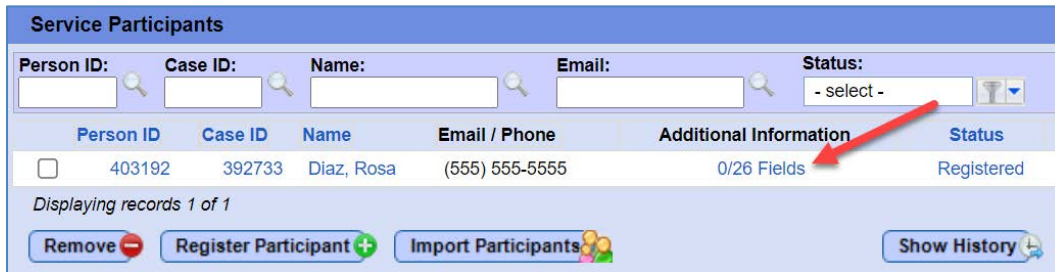 Service Participants
Person ID: Case ID: Name: Email: Status:
- select -
Person ID Case ID Name Email / Phone Additional Information Status
403192 392733 Diaz, Rosa (555) 555-5555 0/26 Fields Registered
Displaying records 1 of 1
Remove Register Participant Import Participants Show History